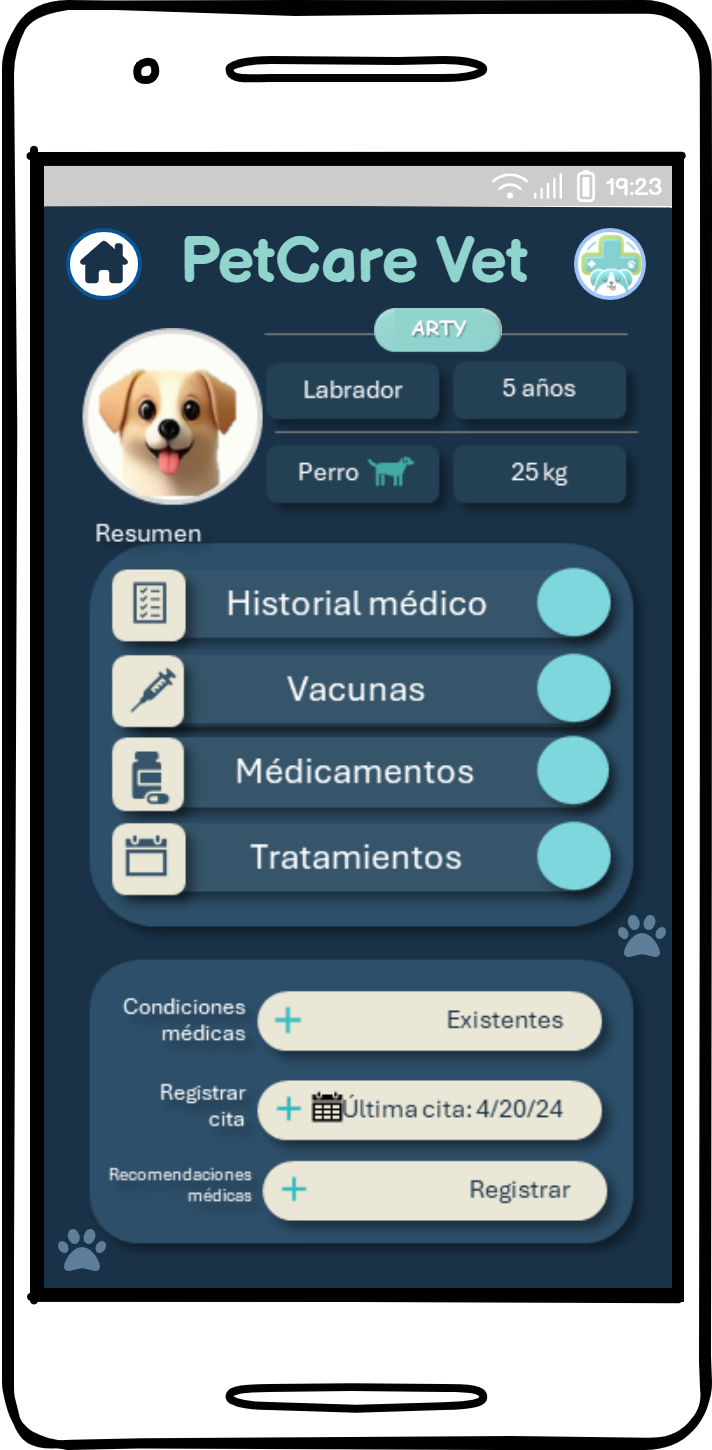 19:23
PetCare Vet
ARTY
Labrador
5 años
Perro
25 kg
Resumen
Historial médico
Vacunas
Médicamentos
Tratamientos
Condiciones
médicas
+ Existentes
Registrar
cita
+ Última cita: 4/20/24
Recomendaciones
médicas
+ Registrar